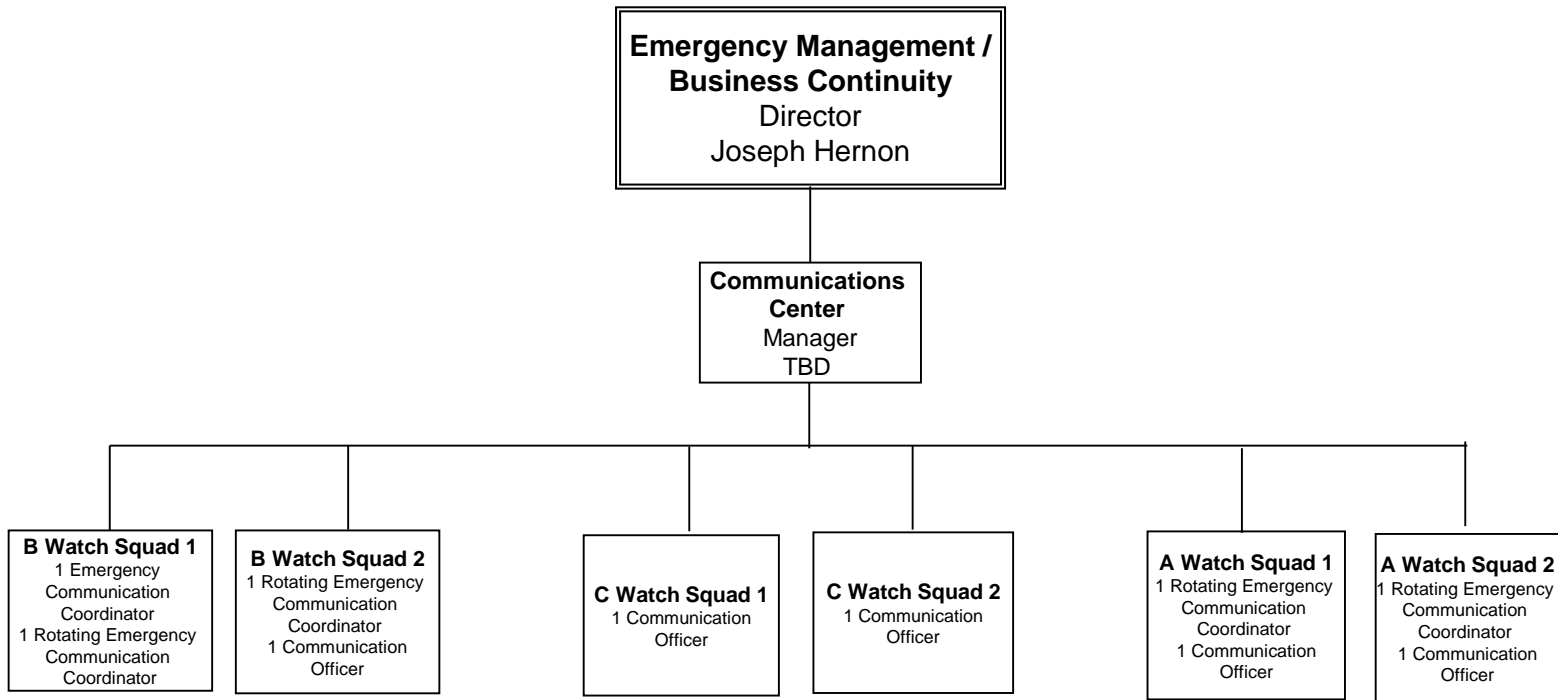 Emergency Management /
Business Continuity
Director
Joseph Hernon
Communications
Center
Manager
TBD
B Watch Squad 1
1 Emergency
Communication
Coordinator
1 Rotating Emergency
Communication
Coordinator
B Watch Squad 2
1 Rotating Emergency
Communication
Coordinator
1 Communication
Officer
C Watch Squad 1
1 Communication
Officer
C Watch Squad 2
1 Communication
Officer
A Watch Squad 1
1 Rotating Emergency
Communication
Coordinator
1 Communication
Officer
A Watch Squad 2
1 Rotating Emergency
Communication
Coordinator
1 Communication
Officer